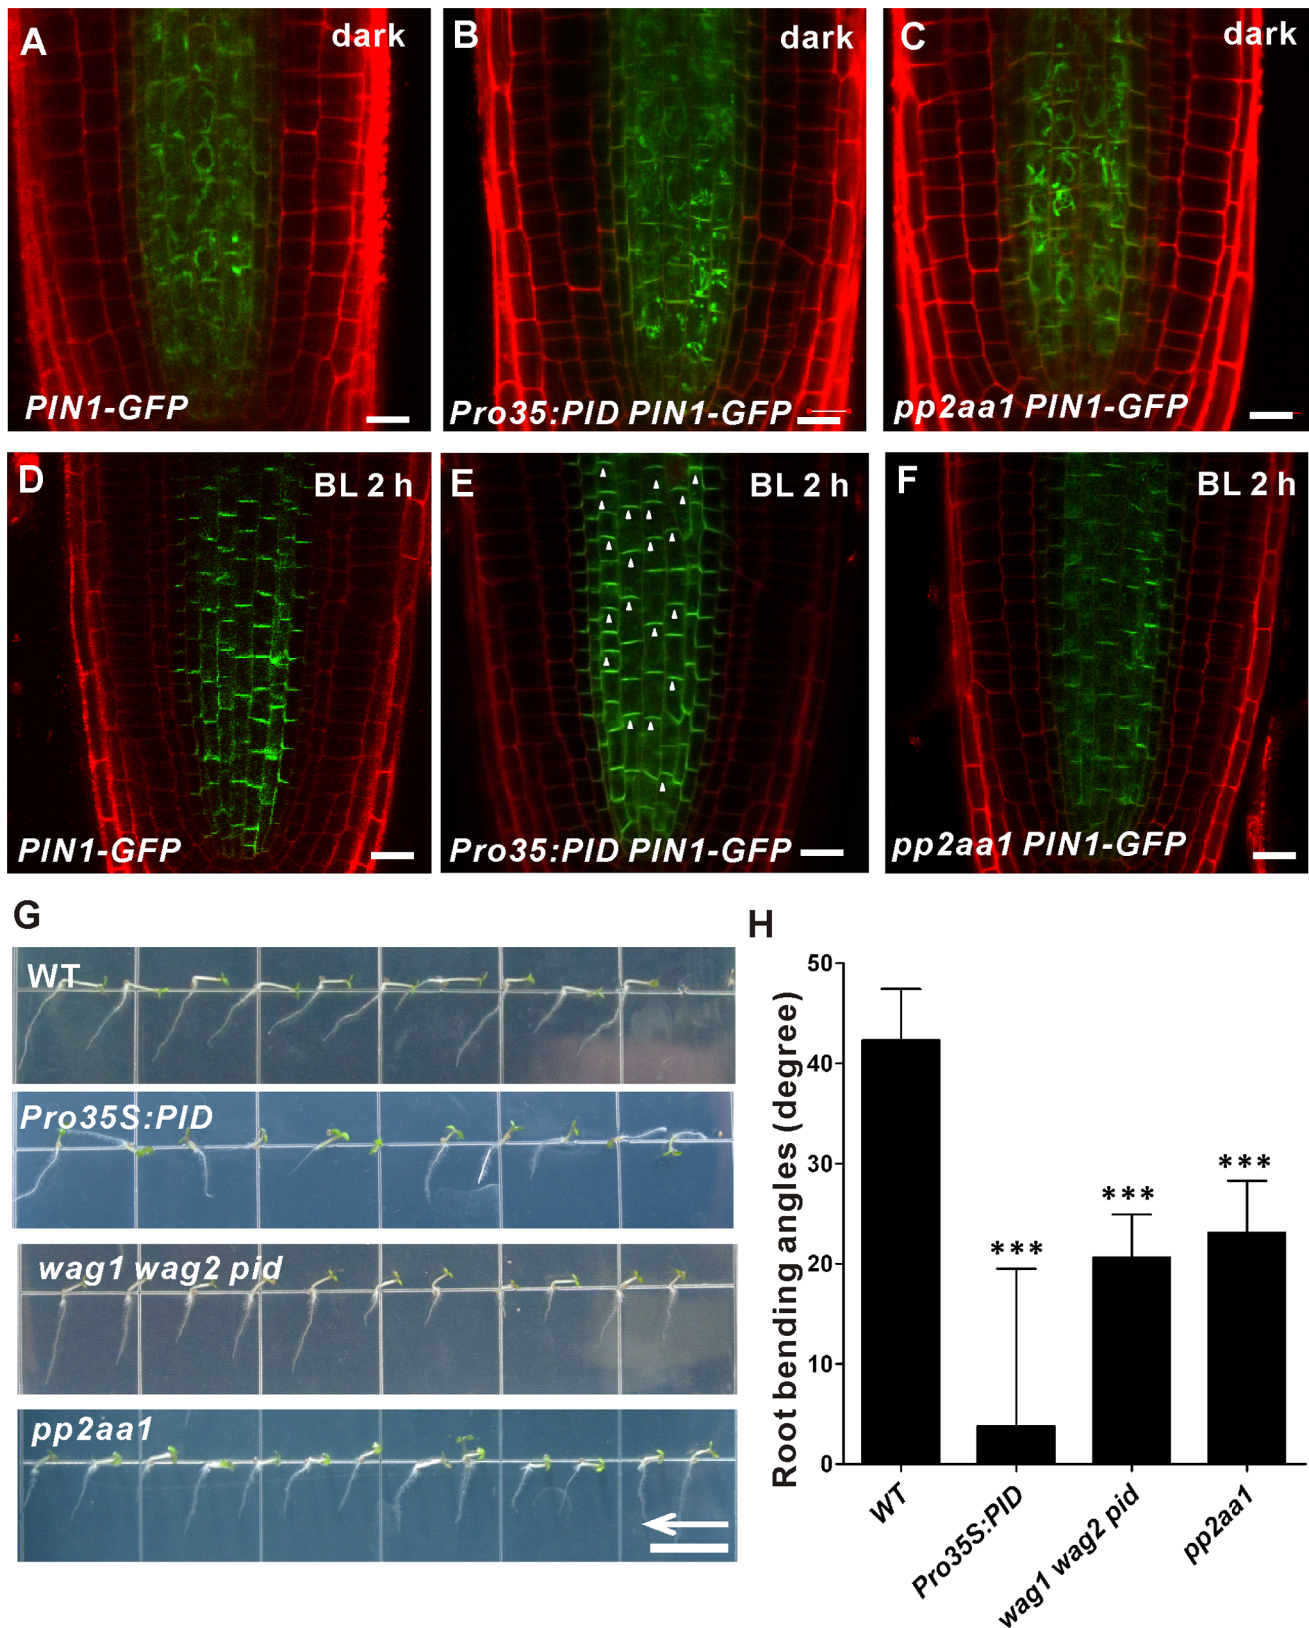 A
dark
PIN1-GFP
B
dark
Pro35:PID PIN1-GFP
C
dark
pp2aa1 PIN1-GFP
D
BL 2 h
PIN1-GFP
E
BL 2 h
Pro35:PID PIN1-GFP
F
BL 2 h
pp2aa1 PIN1-GFP
G
WT
Pro35S:PID
wag1 wag2 pid
pp2aa1
H
Root bending angles (degree)
50
40
30
20
10
0
***
***
***
WT
Pro35S:PID
wag1 wag2 pid
pp2aa1